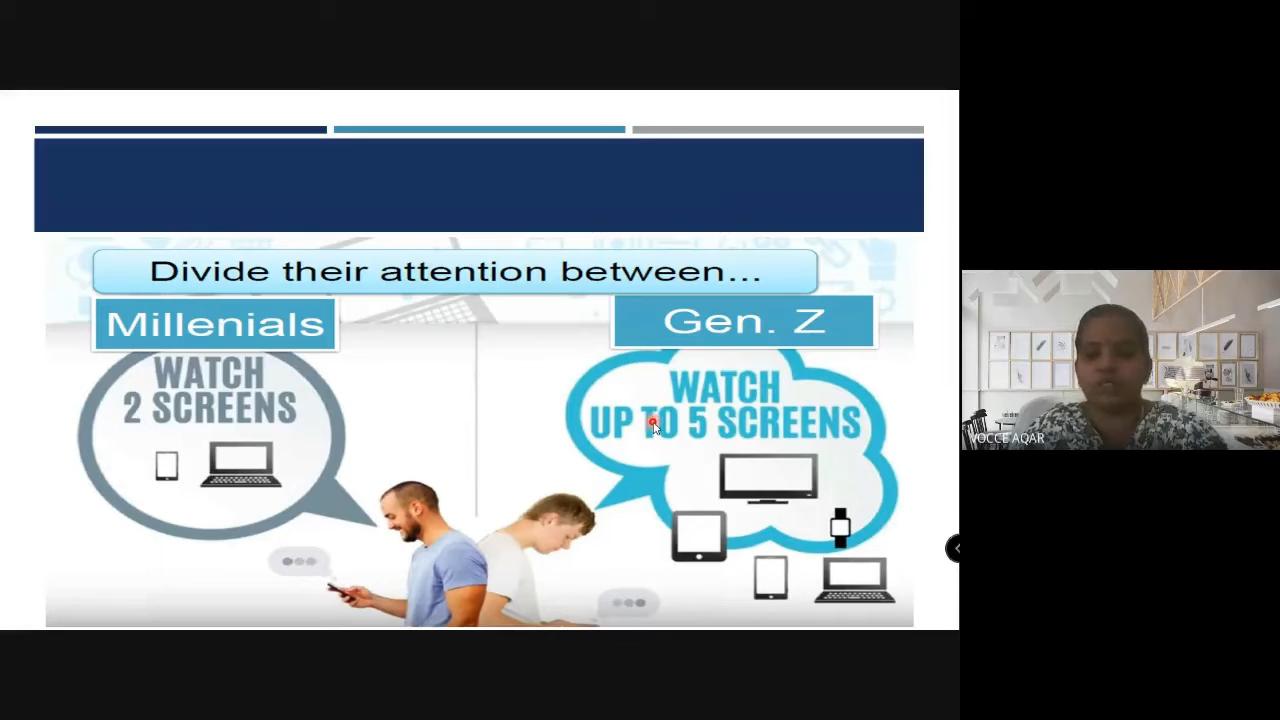 Divide their attention between...
Millenials
Gen. Z
WATCH
2 SCREENS
WATCH
UP TO 5 SCREENS
VOCCE AQAR